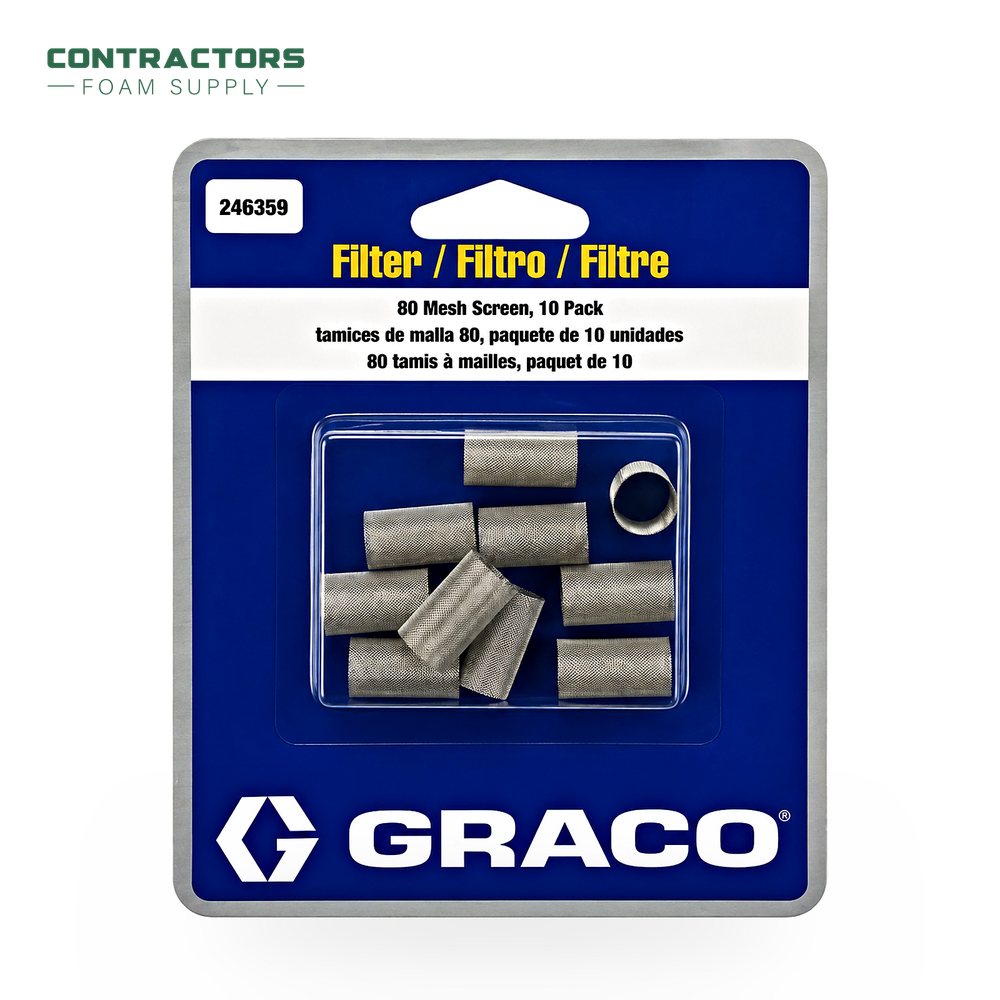 CONTRACTORS
FOAM SUPPLY
246359
Filter / Filtro / Filtre
80 Mesh Screen, 10 Pack
tamices de malla 80, paquete de 10 unidades
80 tamis à mailles, paquet de 10
GRACO®